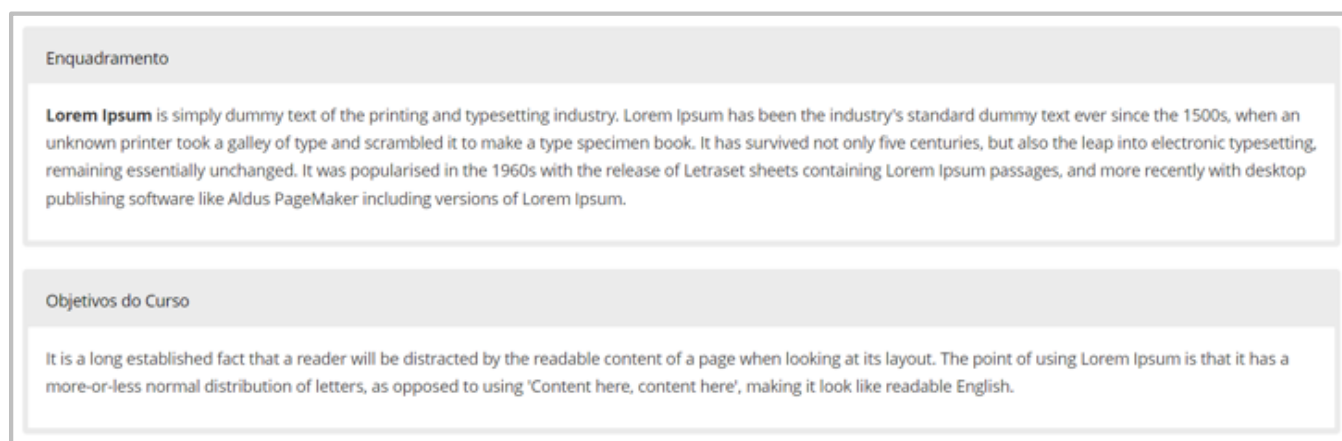 Enquadramento
Lorem Ipsum is simply dummy text of the printing and typesetting industry. Lorem Ipsum has been the industry's standard dummy text ever since the 1500s, when an
unknown printer took a galley of type and scrambled it to make a type specimen book. It has survived not only five centuries, but also the leap into electronic typesetting,
remaining essentially unchanged. It was popularised in the 1960s with the release of Letraset sheets containing Lorem Ipsum passages, and more recently with desktop
publishing software like Aldus PageMaker including versions of Lorem Ipsum.
Objetivos do Curso
It is a long established fact that a reader will be distracted by the readable content of a page when looking at its layout. The point of using Lorem Ipsum is that it has a
more-or-less normal distribution of letters, as opposed to using 'Content here, content here', making it look like readable English.